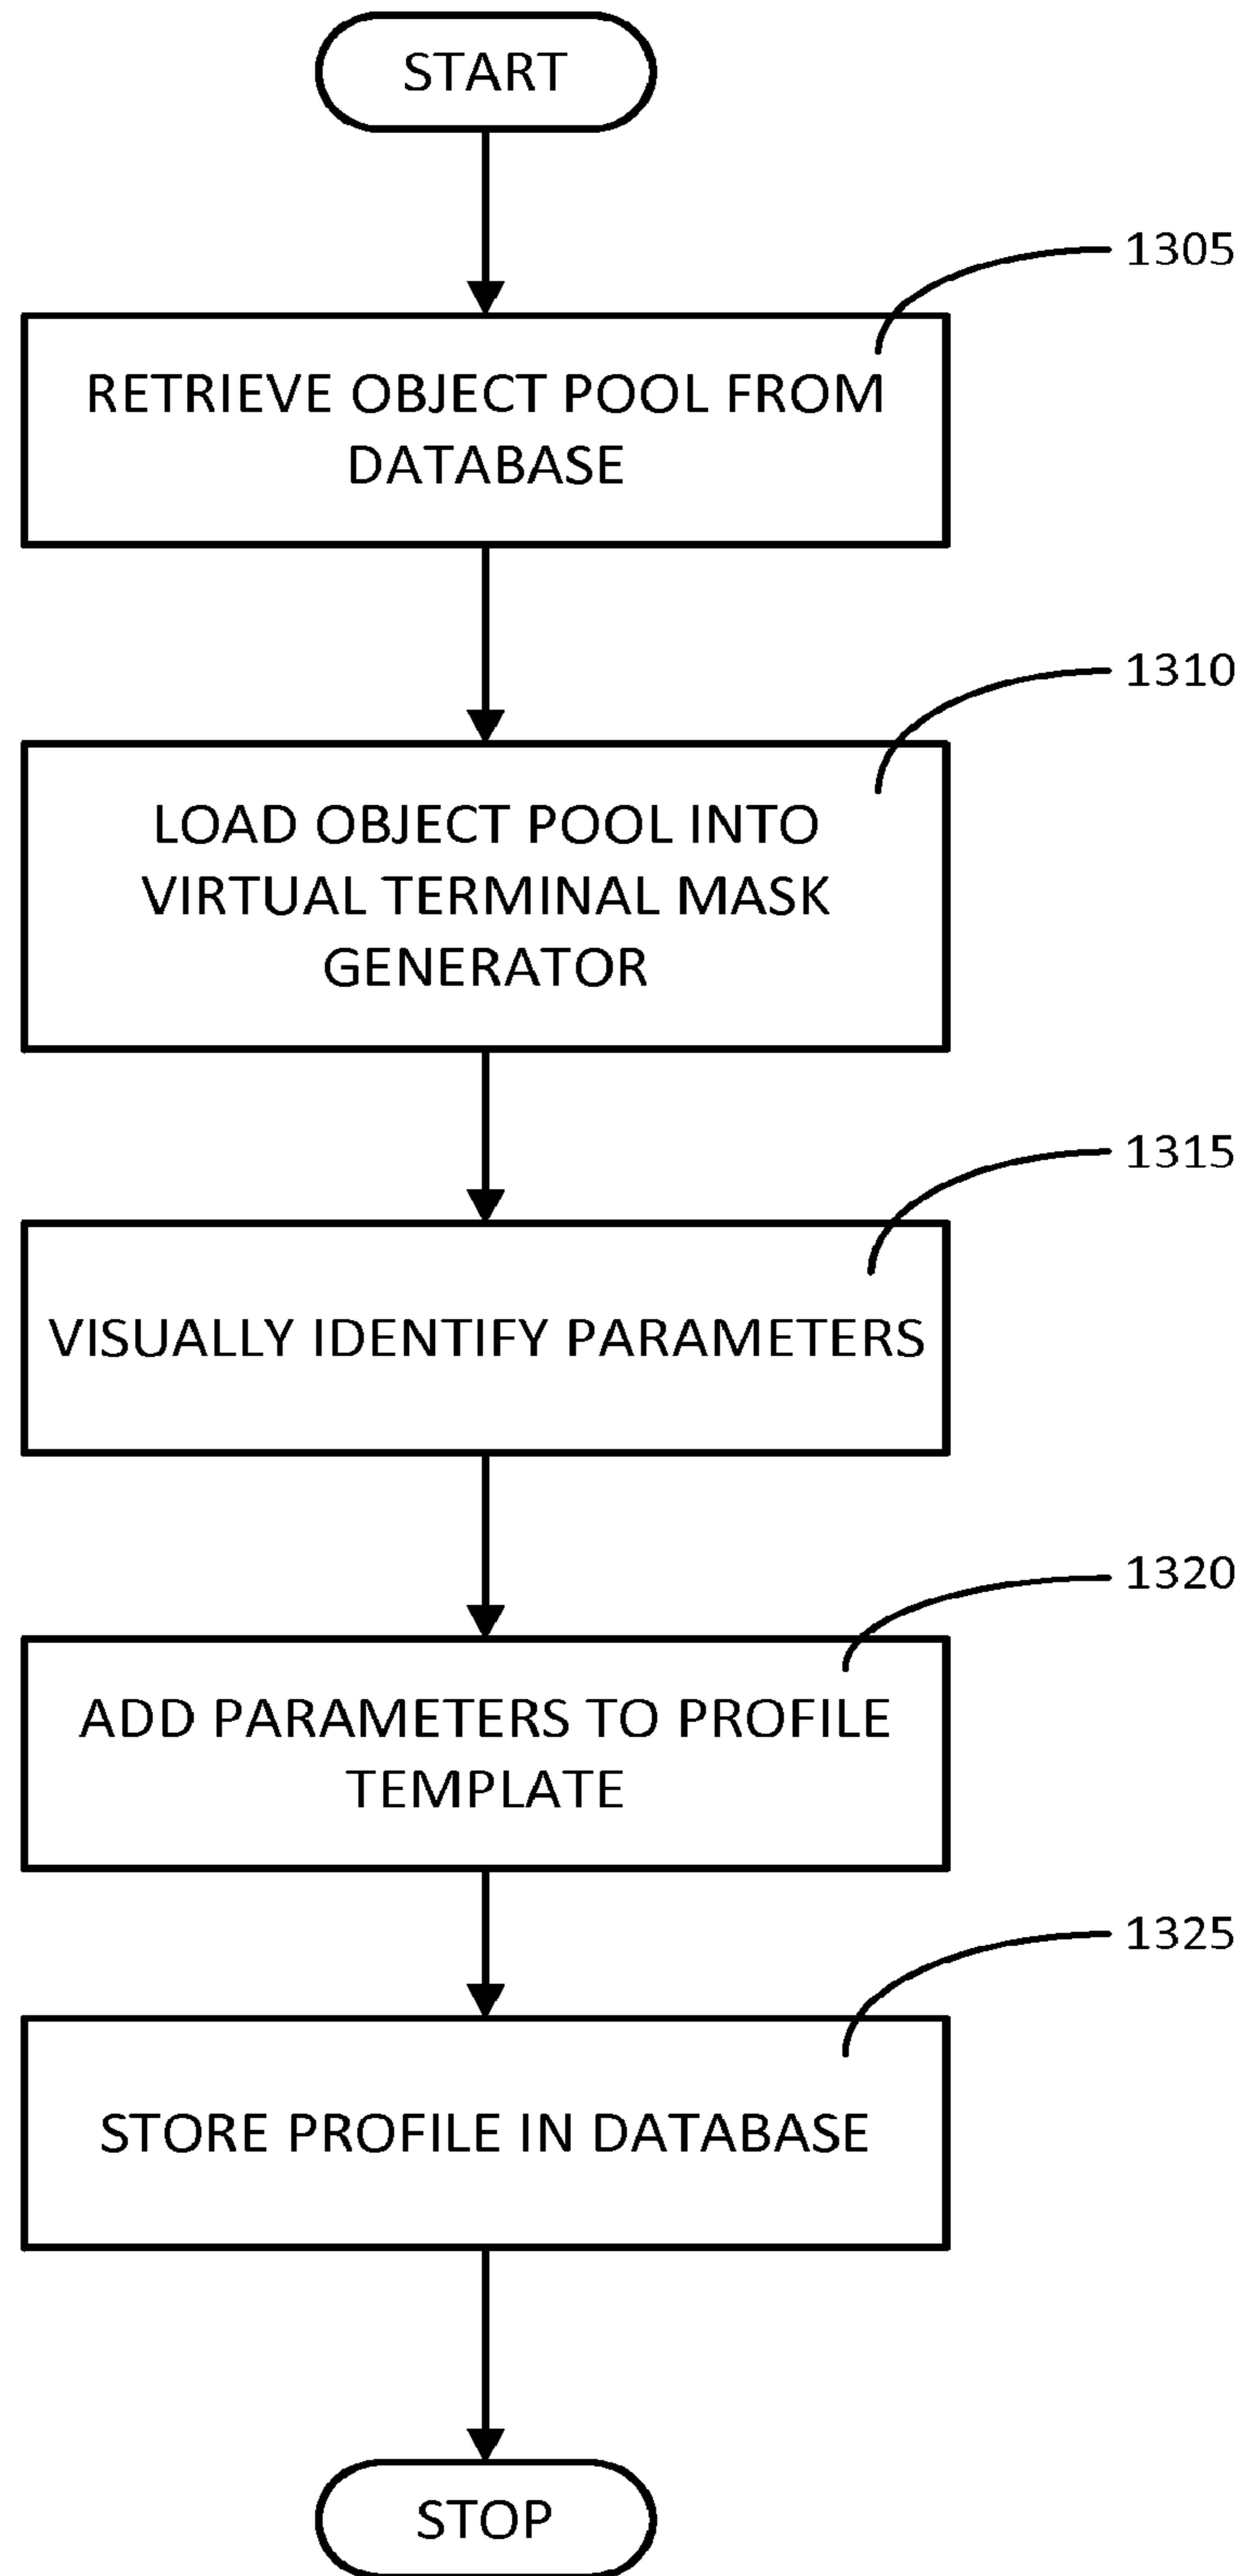 START
1305
RETRIEVE OBJECT POOL FROM
DATABASE
1310
LOAD OBJECT POOL INTO
VIRTUAL TERMINAL MASK
GENERATOR
1315
VISUALLY IDENTIFY PARAMETERS
1320
ADD PARAMETERS TO PROFILE
TEMPLATE
1325
STORE PROFILE IN DATABASE
STOP